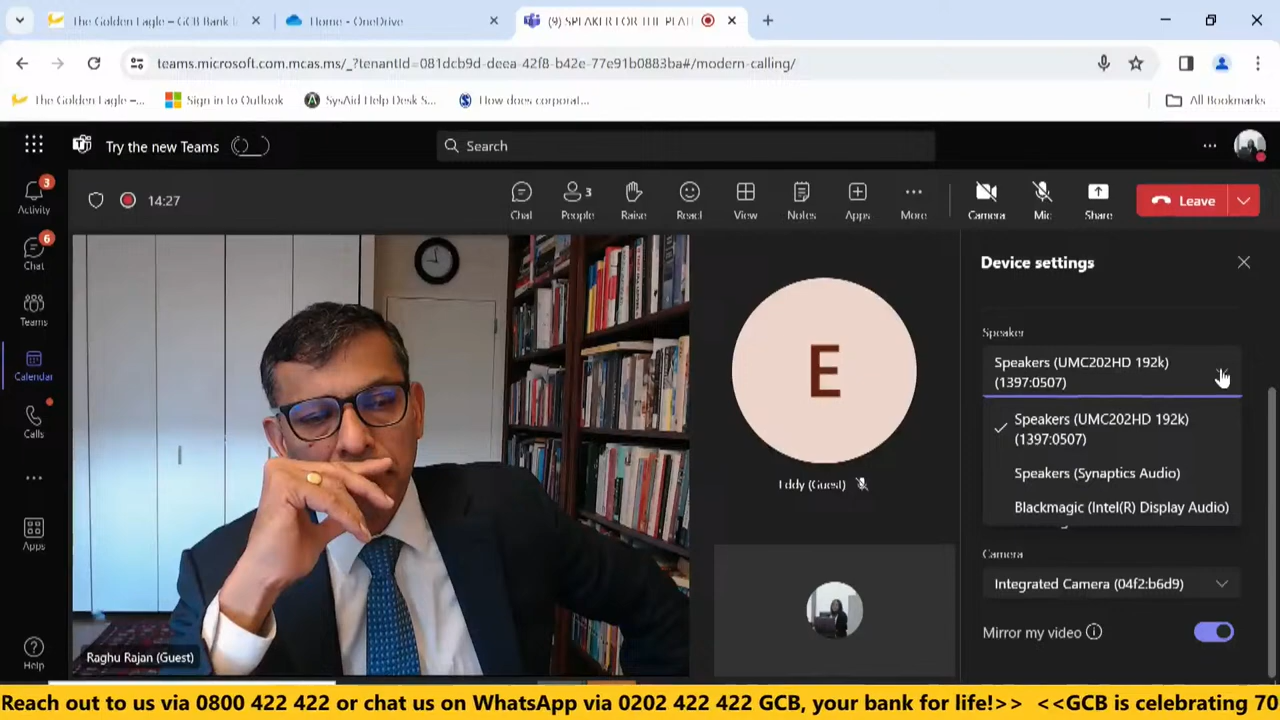 The Golden Eagle – GCB Bank
Home - OneDrive
(9) SPEAKER FOR THE PLAT
teams.microsoft.com.mcas.ms/_?tenantId=081dcb9d-deea-42f8-b42e-77e91b0883ba#/modern-calling/
The Golden Eagle –...
Sign in to Outlook
SysAid Help Desk S...
How does corporat...
All Bookmarks
Try the new Teams
Search
Activity
3
Chat
6
Teams
Calendar
Calls
Apps
Help
14:27
Chat
People
3
Raise
React
View
Notes
Apps
More
Camera
Mic
Share
Leave
Raghu Rajan (Guest)
E
Eddy (Guest)
Device settings
Speaker
Speakers (UMC202HD 192k)
(1397:0507)
Speakers (UMC202HD 192k)
(1397:0507)
Speakers (Synaptics Audio)
Blackmagic (Intel(R) Display Audio)
Camera
Integrated Camera (04f2:b6d9)
Mirror my video
Reach out to us via 0800 422 422 or chat us on WhatsApp via 0202 422 422 GCB, your bank for life!>> <<GCB is celebrating 70